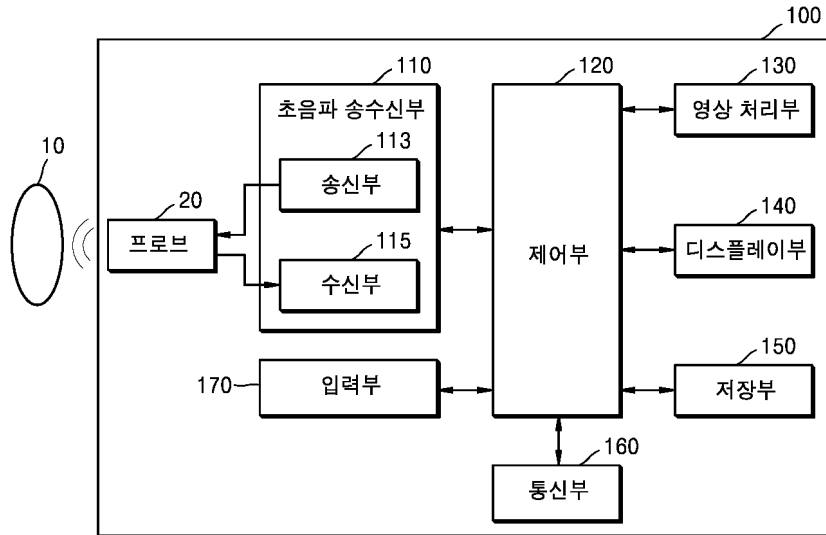 100
110
120
130
초음파 송수신부
영상 처리부
10
113
20
송신부
140
프로브
115
제어부
디스플레이부
수신부
150
170
입력부
저장부
160
통신부